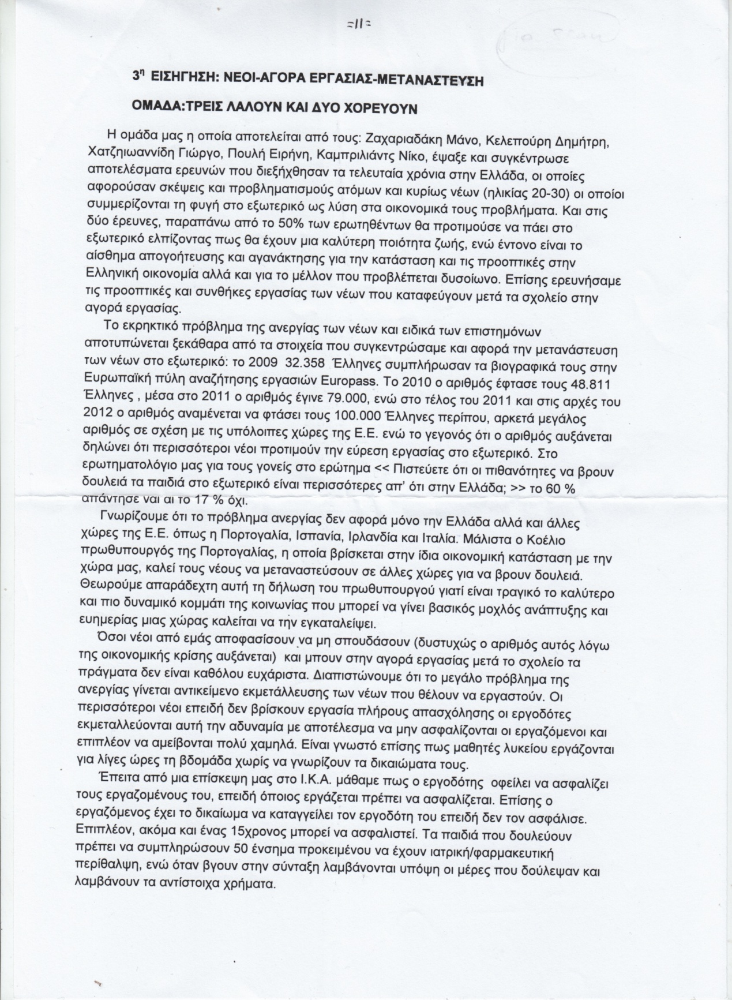 =11=
3η ΕΙΣΗΓΗΣΗ: ΝΕΟΙ-ΑΓΟΡΑ ΕΡΓΑΣΙΑΣ-ΜΕΤΑΝΑΣΤΕΥΣΗ
ΟΜΑΔΑ:ΤΡΕΙΣ ΛΑΛΟΥΝ ΚΑΙ ΔΥΟ ΧΟΡΕΥΟΥΝ
Η ομάδα μας η οποία αποτελείται από τους: Ζαχαριαδάκη Μάνο, Κελεπούρη Δημήτρη,
Χατζηιωαννίδη Γιώργο, Πουλή Ειρήνη, Καμπριλιάντς Νίκο, έψαξε και συγκέντρωσε
αποτελέσματα ερευνών που διεξήχθησαν τα τελευταία χρόνια στην Ελλάδα, οι οποίες
αφορούσαν σκέψεις και προβληματισμούς ατόμων και κυρίως νέων (ηλικίας 20-30) οι οποίοι
συμμερίζονται τη φυγή στο εξωτερικό ως λύση στα οικονομικά τους προβλήματα. Και στις
δύο έρευνες, παραπάνω από το 50% των ερωτηθέντων θα προτιμούσε να πάει στο
εξωτερικό ελπίζοντας πως θα έχουν μια καλύτερη ποιότητα ζωής, ενώ έντονο είναι το
αίσθημα απογοήτευσης και αγανάκτησης για την κατάσταση και τις προοπτικές στην
Ελληνική οικονομία αλλά και για το μέλλον που προβλέπεται δυσοίωνο. Επίσης ερευνήσαμε
τις προοπτικές και συνθήκες εργασίας των νέων που καταφεύγουν μετά τα σχολείο στην
αγορά εργασίας.
Το εκρηκτικό πρόβλημα της ανεργίας των νέων και ειδικά των επιστημόνων
αποτυπώνεται ξεκάθαρα από τα στοιχεία που συγκεντρώσαμε και αφορά την μετανάστευση
των νέων στο εξωτερικό: το 2009 32.358 Έλληνες συμπλήρωσαν τα βιογραφικά τους στην
Ευρωπαϊκή πύλη αναζήτησης εργασιών Europass. Το 2010 ο αριθμός έφτασε τους 48.811
Έλληνες , μέσα στο 2011 ο αριθμός έγινε 79.000, ενώ στο τέλος του 2011 και στις αρχές του
2012 ο αριθμός αναμένεται να φτάσει τους 100.000 Έλληνες περίπου, αρκετά μεγάλος
αριθμός σε σχέση με τις υπόλοιπες χώρες της Ε.Ε. ενώ το γεγονός ότι ο αριθμός αυξάνεται
δηλώνει ότι περισσότεροι νέοι προτιμούν την εύρεση εργασίας στο εξωτερικό. Στο
ερωτηματολόγιο μας για τους γονείς στο ερώτημα << Πιστεύετε ότι οι πιθανότητες να βρουν
δουλειά τα παιδιά στο εξωτερικό είναι περισσότερες απ' ότι στην Ελλάδα; >> το 60 %
απάντησε ναι αι το 17 % όχι.
Γνωρίζουμε ότι το πρόβλημα ανεργίας δεν αφορά μόνο την Ελλάδα αλλά και άλλες
χώρες της Ε.Ε. όπως η Πορτογαλία, Ισπανία, Ιρλανδία και Ιταλία. Μάλιστα ο Κοέλιο
πρωθυπουργός της Πορτογαλίας, η οποία βρίσκεται στην ίδια οικονομική κατάσταση με την
χώρα μας, καλεί τους νέους να μεταναστεύσουν σε άλλες χώρες για να βρουν δουλειά.
Θεωρούμε απαράδεχτη αυτή τη δήλωση του πρωθυπουργού γιατί είναι τραγικό το καλύτερο
και πιο δυναμικό κομμάτι της κοινωνίας που μπορεί να γίνει βασικός μοχλός ανάπτυξης και
ευημερίας μιας χώρας καλείται να την εγκαταλείψει.
Όσοι νέοι από εμάς αποφασίσουν να μη σπουδάσουν (δυστυχώς ο αριθμός αυτός λόγω
της οικονομικής κρίσης αυξάνεται) και μπουν στην αγορά εργασίας μετά το σχολείο τα
πράγματα δεν είναι καθόλου ευχάριστα. Διαπιστώνουμε ότι το μεγάλο πρόβλημα της
ανεργίας γίνεται αντικείμενο εκμετάλλευσης των νέων που θέλουν να εργαστούν. Οι
περισσότεροι νέοι επειδή δεν βρίσκουν εργασία πλήρους απασχόλησης οι εργοδότες
εκμεταλλεύονται αυτή την αδυναμία με αποτέλεσμα να μην ασφαλίζονται οι εργαζόμενοι και
επιπλέον να αμείβονται πολύ χαμηλά. Είναι γνωστό επίσης πως μαθητές λυκείου εργάζονται
για λίγες ώρες τη βδομάδα χωρίς να γνωρίζουν τα δικαιώματα τους.
Έπειτα από μια επίσκεψη μας στο Ι.Κ.Α. μάθαμε πως ο εργοδότης οφείλει να ασφαλίζει
τους εργαζομένους του, επειδή όποιος εργάζεται πρέπει να ασφαλίζεται. Επίσης ο
εργαζόμενος έχει το δικαίωμα να καταγγείλει τον εργοδότη του επειδή δεν τον ασφάλισε.
Επιπλέον, ακόμα και ένας 15χρονος μπορεί να ασφαλιστεί. Τα παιδιά που δουλεύουν
πρέπει να συμπληρώσουν 50 ένσημα προκειμένου να έχουν ιατρική/φαρμακευτική
περίθαλψη, ενώ όταν βγουν στην σύνταξη λαμβάνονται υπόψη οι μέρες που δούλεψαν και
λαμβάνουν τα αντίστοιχα χρήματα.